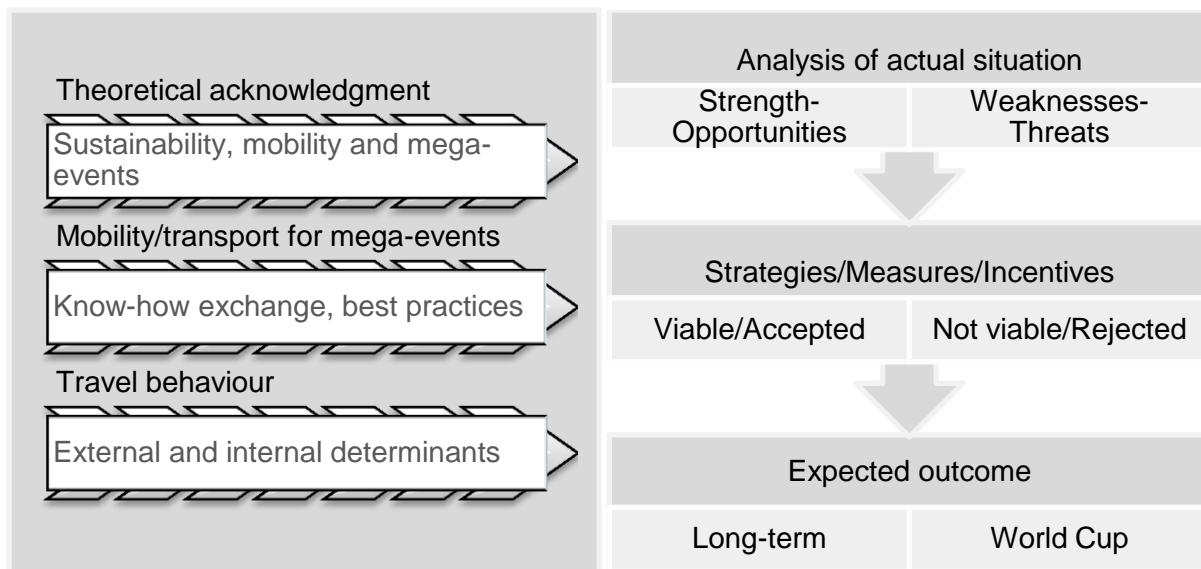 Theoretical acknowledgment
Sustainability, mobility and mega-
events
Mobility/transport for mega-events
Know-how exchange, best practices
Travel behaviour
External and internal determinants
Analysis of actual situation
Strength-
Opportunities
Weaknesses-
Threats
Strategies/Measures/Incentives
Viable/Accepted
Not viable/Rejected
Expected outcome
Long-term
World Cup